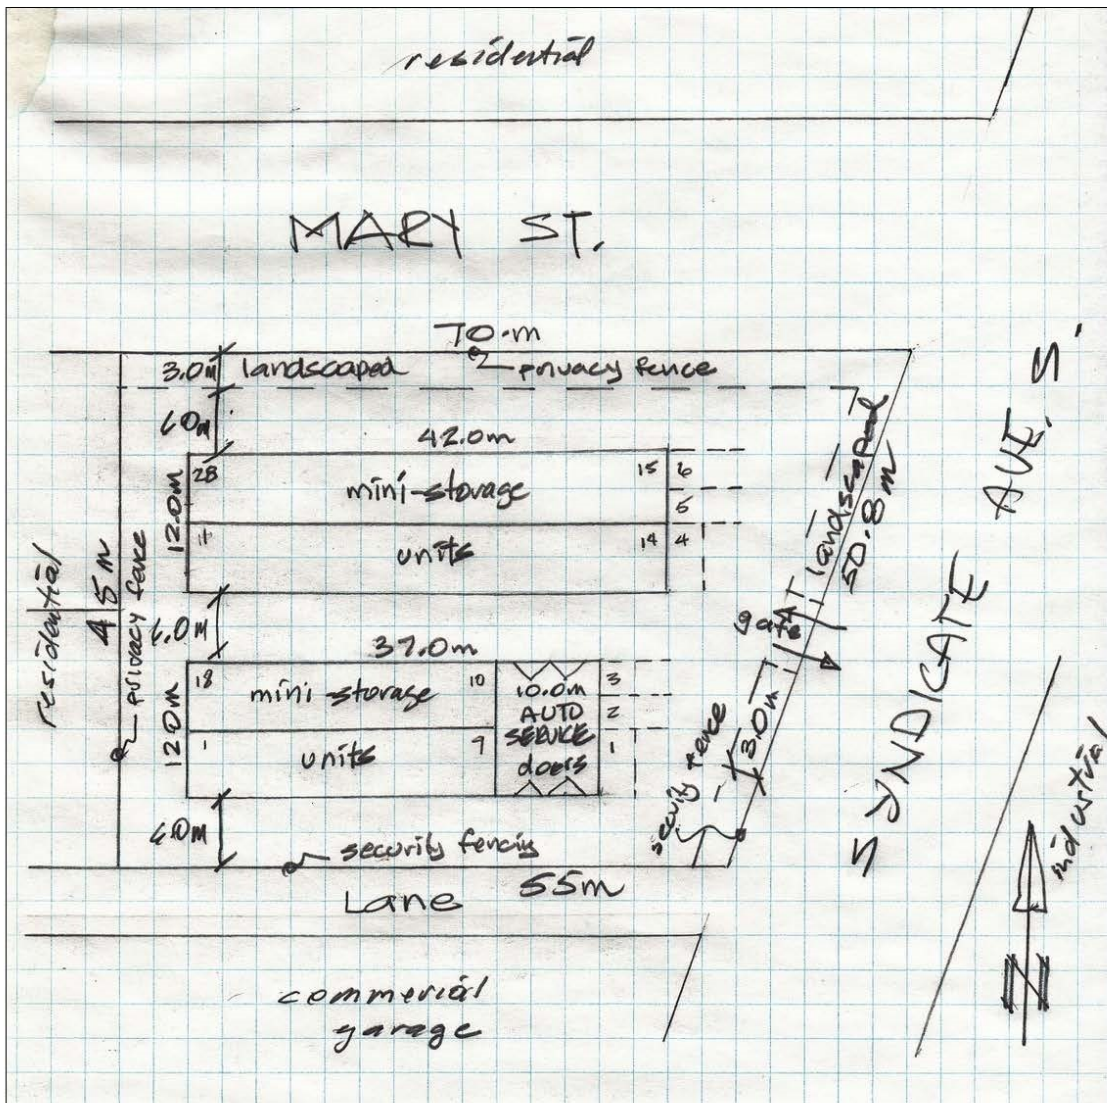 residential
MARY ST.
70.m
3.0m landscaped privacy fence
6.0m
42.0m
28 mini-storage 15 6
5
12.0m
units 14 4
landscaped
50.8m
SYNDICATE AVE. S.
residential
45m
privacy fence
6.0m
gate
37.0m
18 mini storage 10 10.0m 3
AUTO 2
12.0m
1 units 9 SERVICE 1
doors
3.0m
security fence
industrial
6.0m
security fencing
Lane 55m
N
commercial
garage